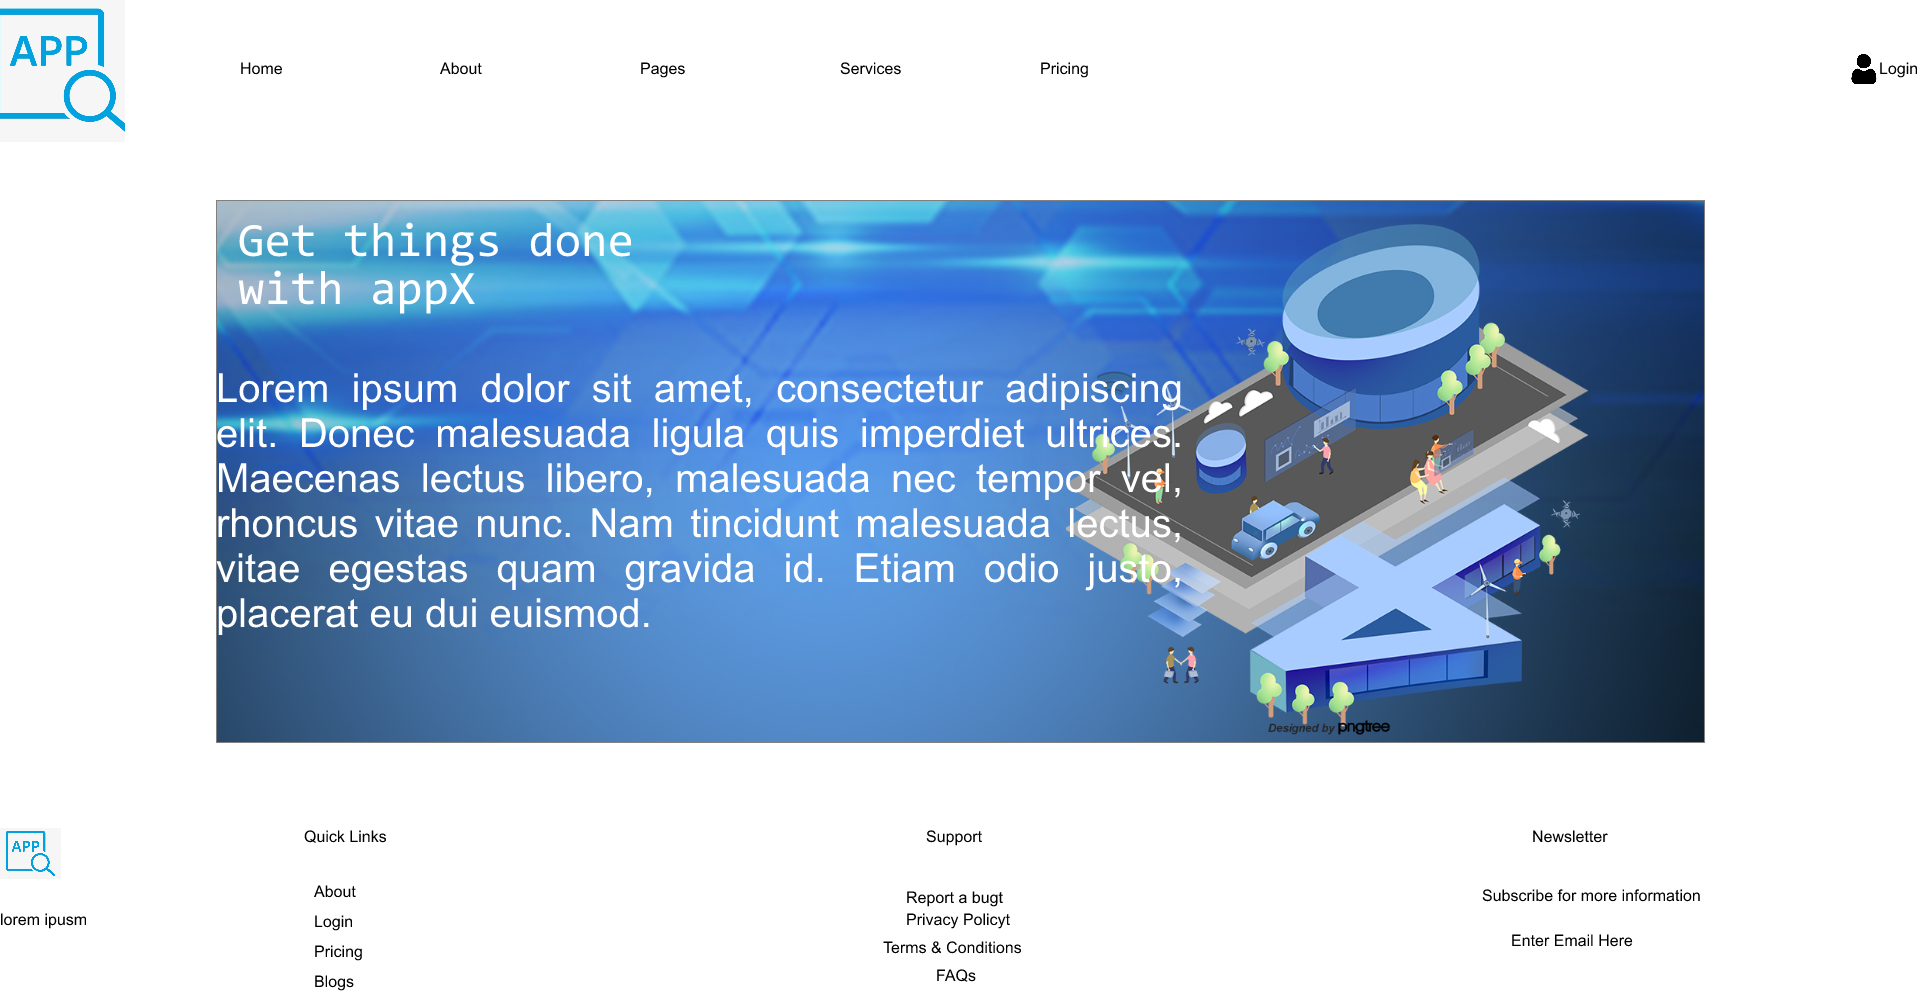 APP
Home About Pages Services Pricing Login
Get things done
with appX
Lorem ipsum dolor sit amet, consectetur adipiscing
elit. Donec malesuada ligula quis imperdiet ultrices.
Maecenas lectus libero, malesuada nec tempor vel,
rhoncus vitae nunc. Nam tincidunt malesuada lectus,
vitae egestas quam gravida id. Etiam odio justo,
placerat eu dui euismod.
Designed by pngtree
APP
lorem ipusm
Quick Links
About
Login
Pricing
Blogs
Support
Report a bugt
Privacy Policyt
Terms & Conditions
FAQs
Newsletter
Subscribe for more information
Enter Email Here